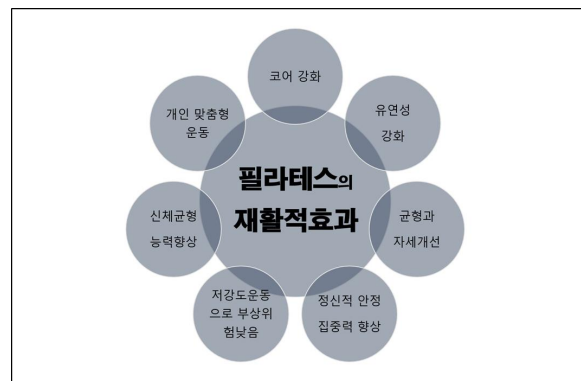 필라테스의
재활적효과
코어 강화
유연성
강화
균형과
자세개선
정신적 안정
집중력 향상
저강도운동
으로 부상위
험낮음
신체균형
능력향상
개인 맞춤형
운동